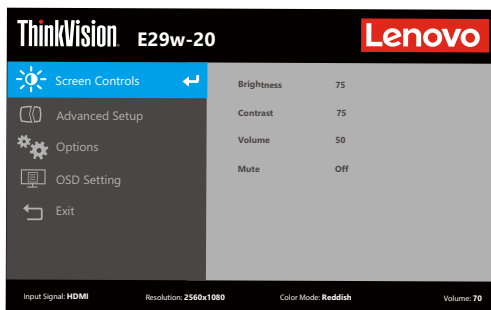 ThinkVision. E29w-20 Lenovo
Screen Controls
Advanced Setup
Options
OSD Setting
Exit
Brightness 75
Contrast 75
Volume 50
Mute Off
Input Signal: HDMI Resolution: 2560x1080 Color Mode: Reddish Volume: 70